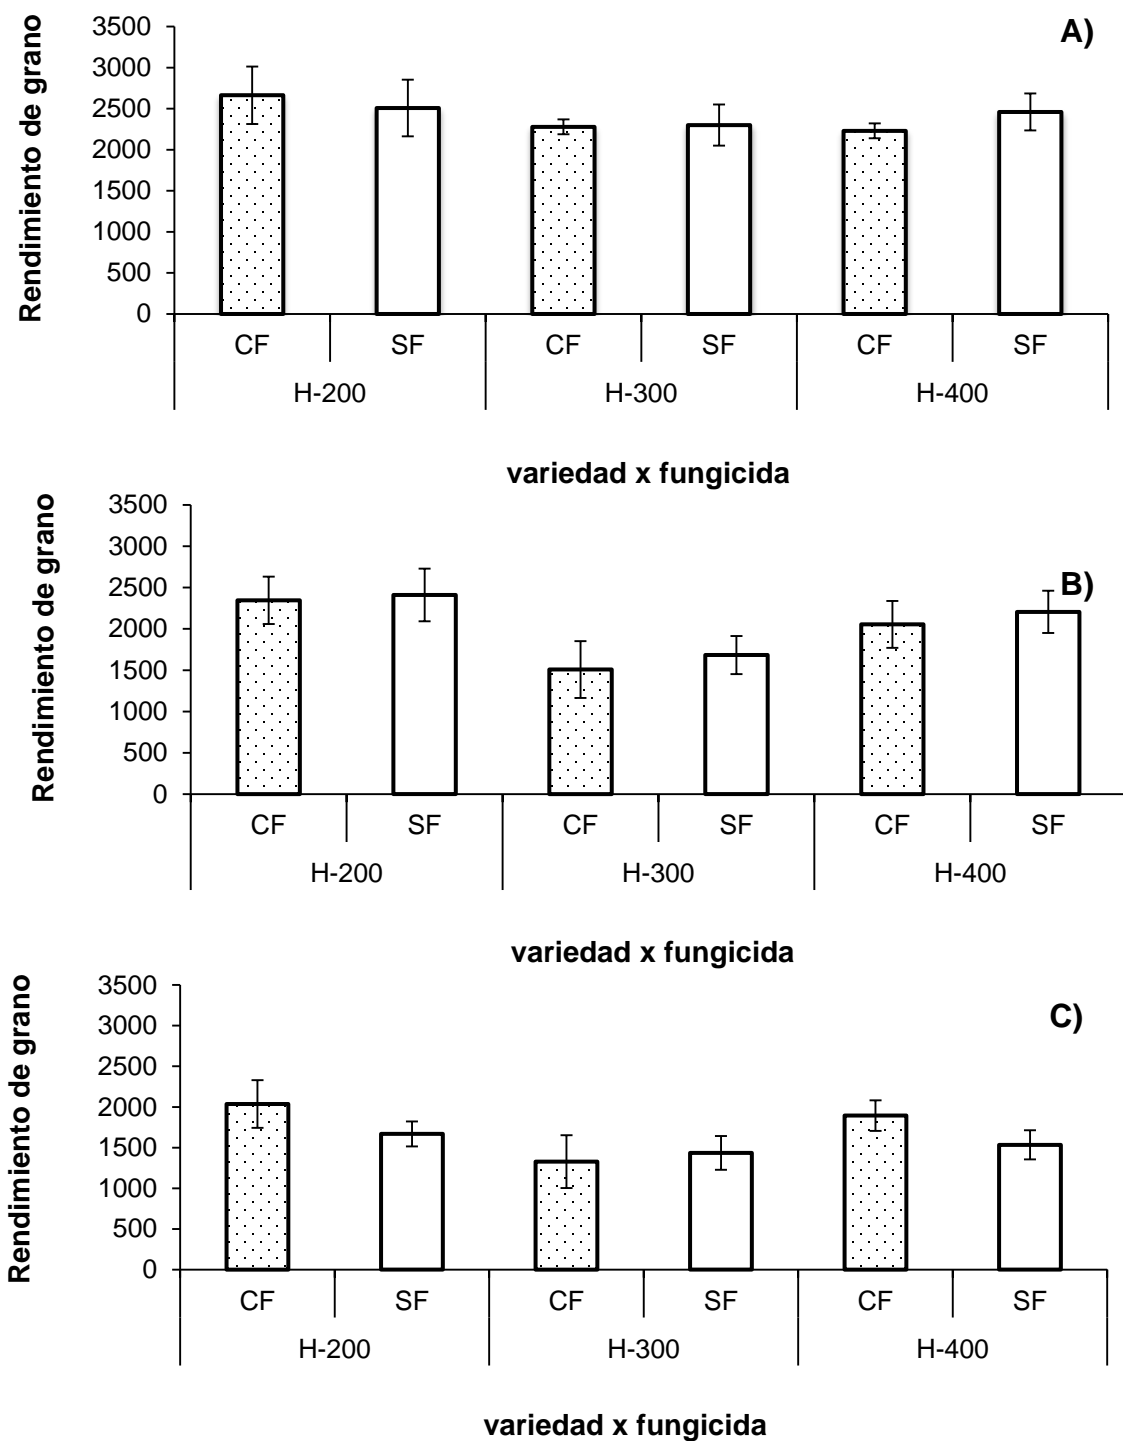 A)
Rendimiento de grano
3500
3000
2500
2000
1500
1000
500
0
CF SF CF SF CF SF
H-200 H-300 H-400
variedad x fungicida
B)
Rendimiento de grano
3500
3000
2500
2000
1500
1000
500
0
CF SF CF SF CF SF
H-200 H-300 H-400
variedad x fungicida
C)
Rendimiento de grano
3500
3000
2500
2000
1500
1000
500
0
CF SF CF SF CF SF
H-200 H-300 H-400
variedad x fungicida